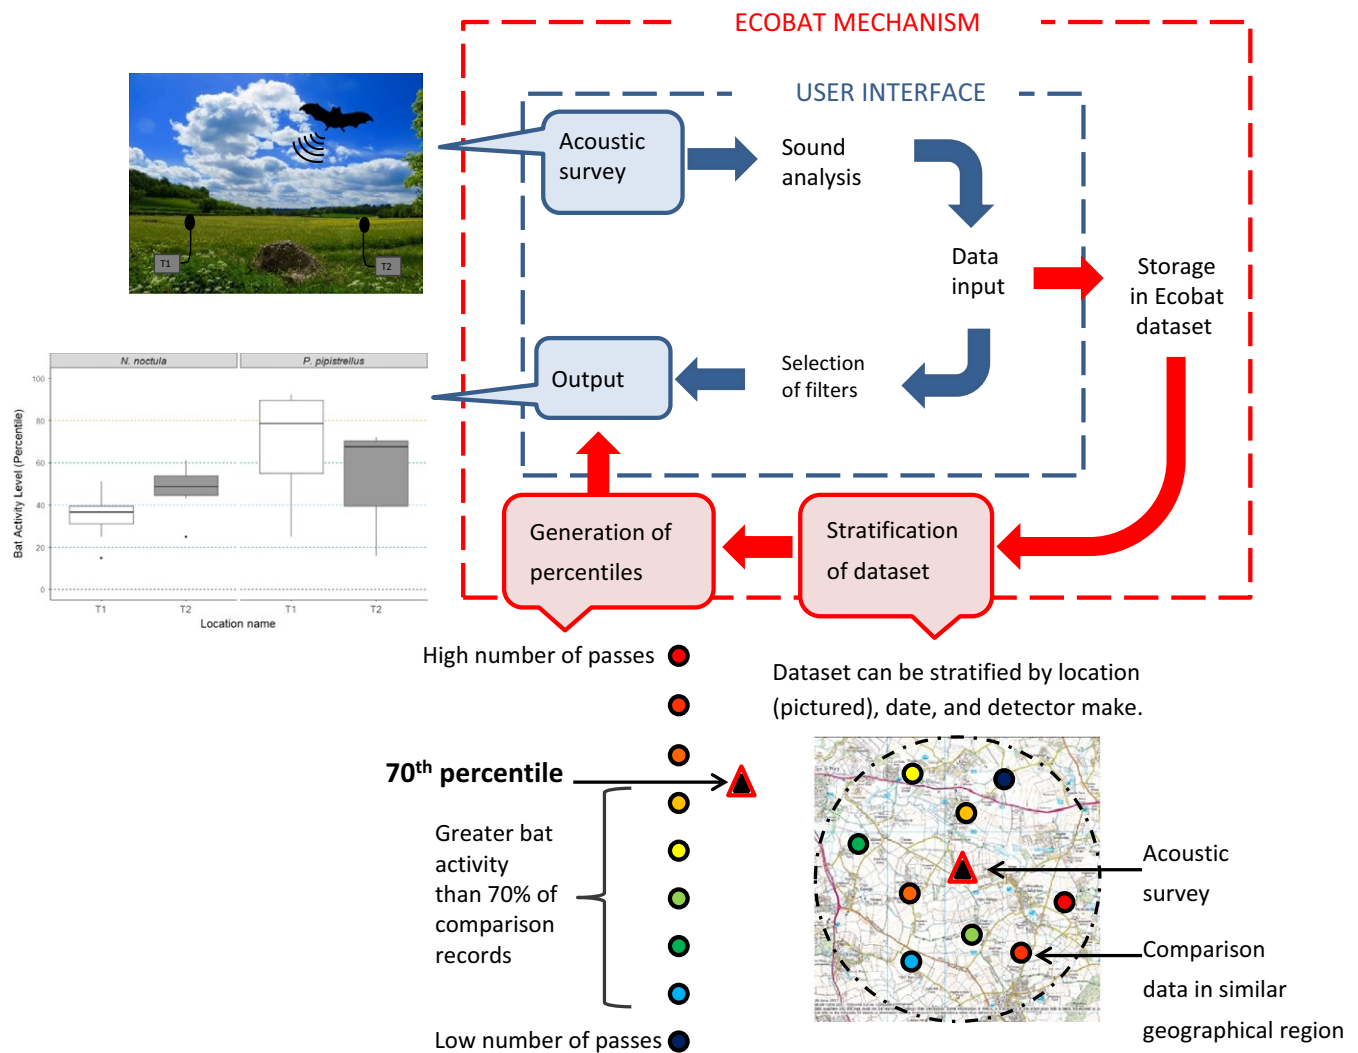 ECOBAT MECHANISM
USER INTERFACE
Acoustic
survey
Sound
analysis
Data
input
Storage
in Ecobat
dataset
Selection
of filters
Output
Generation of
percentiles
Stratification
of dataset
T1
T2
N. noctula
P. pipistrellus
Bat Activity Level (Percentile)
100
80
60
40
20
0
T1
T2
T1
T2
Location name
High number of passes
70th percentile
Greater bat
activity
than 70% of
comparison
records
Low number of passes
Dataset can be stratified by location
(pictured), date, and detector make.
Acoustic
survey
Comparison
data in similar
geographical region